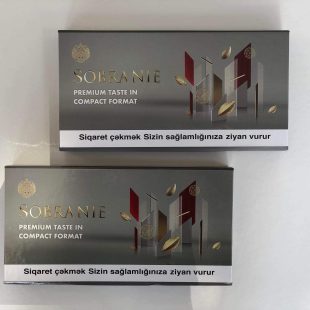 SOBRANIE
PREMIUM TASTE IN
COMPACT FORMAT
Siqaret çəkmək Sizin sağlamlığınıza ziyan vurur
SOBRANIE
PREMIUM TASTE IN
COMPACT FORMAT
Siqaret çəkmək Sizin sağlamlığınıza ziyan vurur